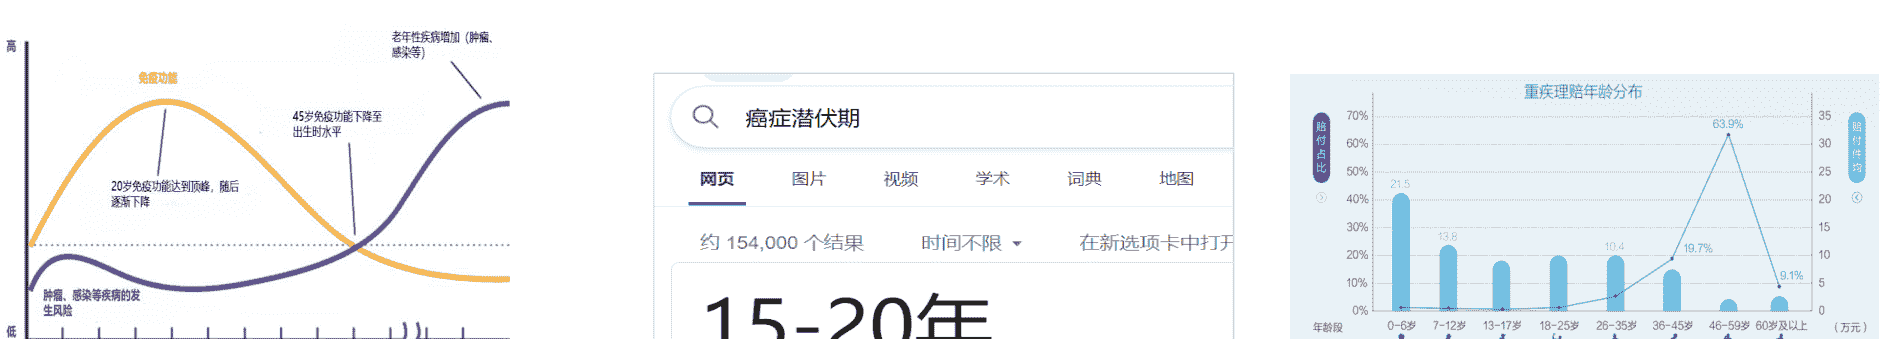 高
免疫功能
老年性疾病增加（肿瘤、
感染等）
45岁免疫功能下降至
出生时水平
20岁免疫功能达到顶峰，随后
逐渐下降
肿瘤、感染等疾病的发
生风险
低
癌症潜伏期
网页 图片 视频 学术 词典 地图
约 154,000 个结果 时间不限 在新选项卡中打开
15-20年
重疾理赔年龄分布
赔付占比
赔付件均
70% 35
60% 30
50% 25
40% 20
30% 15
20% 10
10% 5
0% 0
21.5
13.8
10.4
19.7%
63.9%
9.1%
年龄段 0-6岁 7-12岁 13-17岁 18-25岁 26-35岁 36-45岁 46-59岁 60岁及以上 （万元）